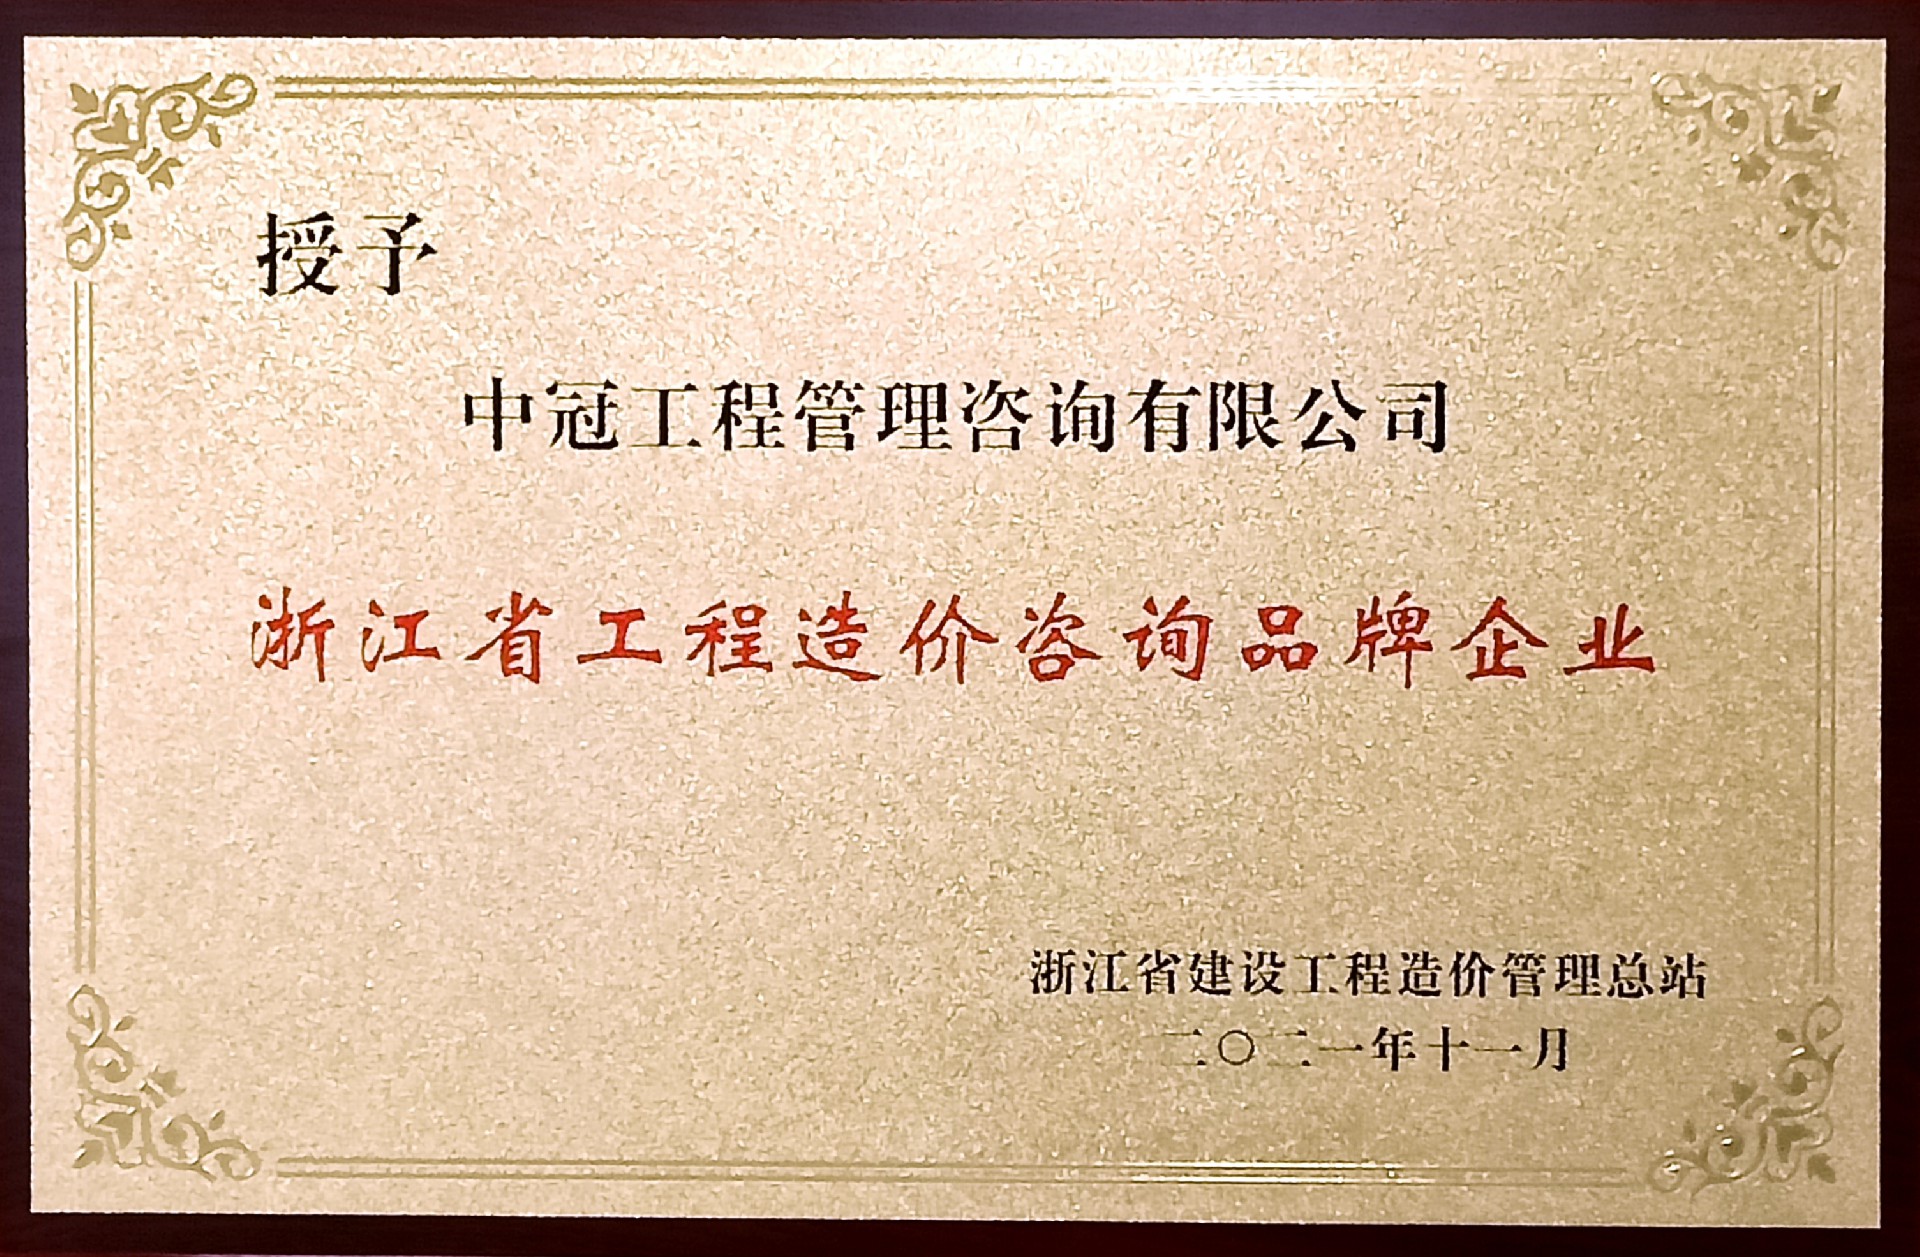 授予
中冠工程管理咨询有限公司
浙江省工程造价咨询品牌企业
浙江省建设工程造价管理总站
二〇二一年十一月